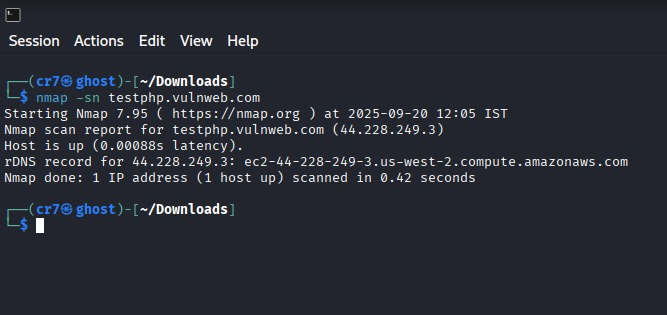 Session Actions Edit View Help
┌──(cr7㉿ghost)-[~/Downloads]
└─$ nmap -sn testphp.vulnweb.com
Starting Nmap 7.95 ( https://nmap.org ) at 2025-09-20 12:05 IST
Nmap scan report for testphp.vulnweb.com (44.228.249.3)
Host is up (0.00088s latency).
rDNS record for 44.228.249.3: ec2-44-228-249-3.us-west-2.compute.amazonaws.com
Nmap done: 1 IP address (1 host up) scanned in 0.42 seconds
┌──(cr7㉿ghost)-[~/Downloads]
└─$